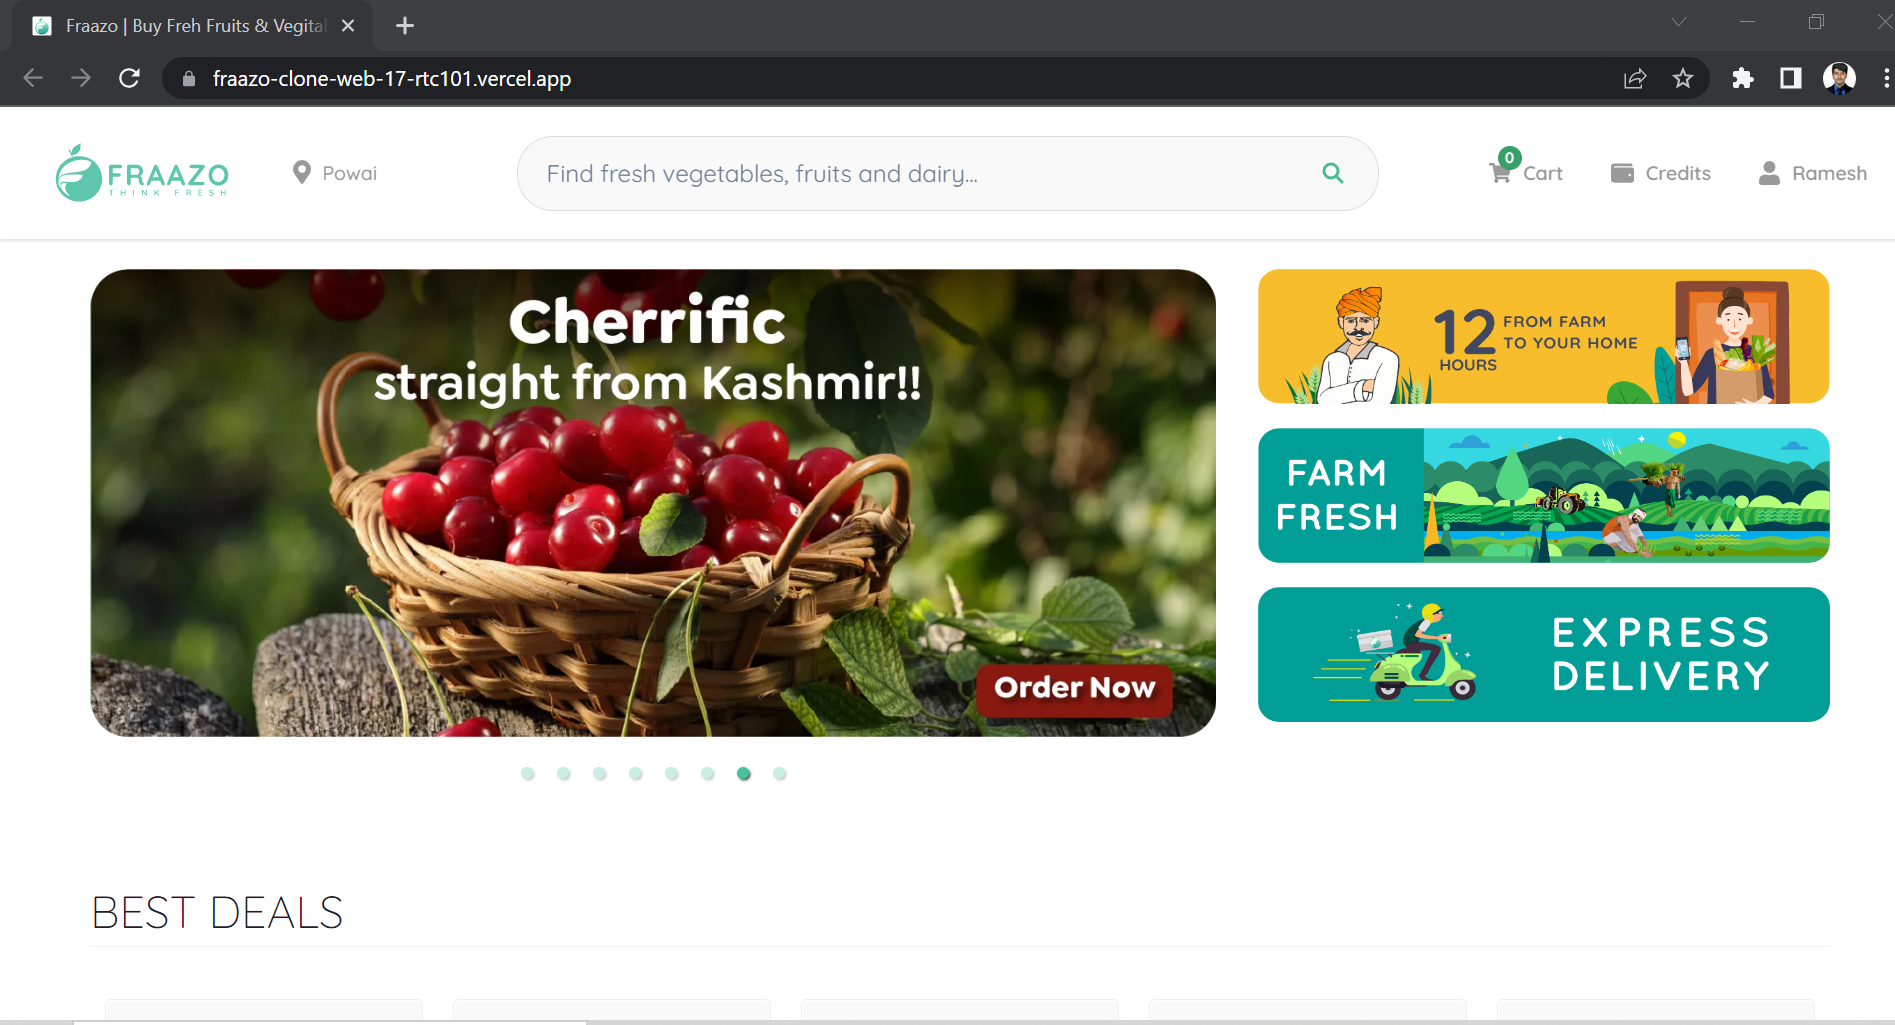 Fraazo | Buy Freh Fruits & Vegital
fraazo-clone-web-17-rtc101.vercel.app
FRAAZO
THINK FRESH
Powai
Find fresh vegetables, fruits and dairy...
0
Cart
Credits
Ramesh
Cherrific
straight from Kashmir!!
Order Now
12
HOURS
FROM FARM
TO YOUR HOME
FARM
FRESH
EXPRESS
DELIVERY
BEST DEALS